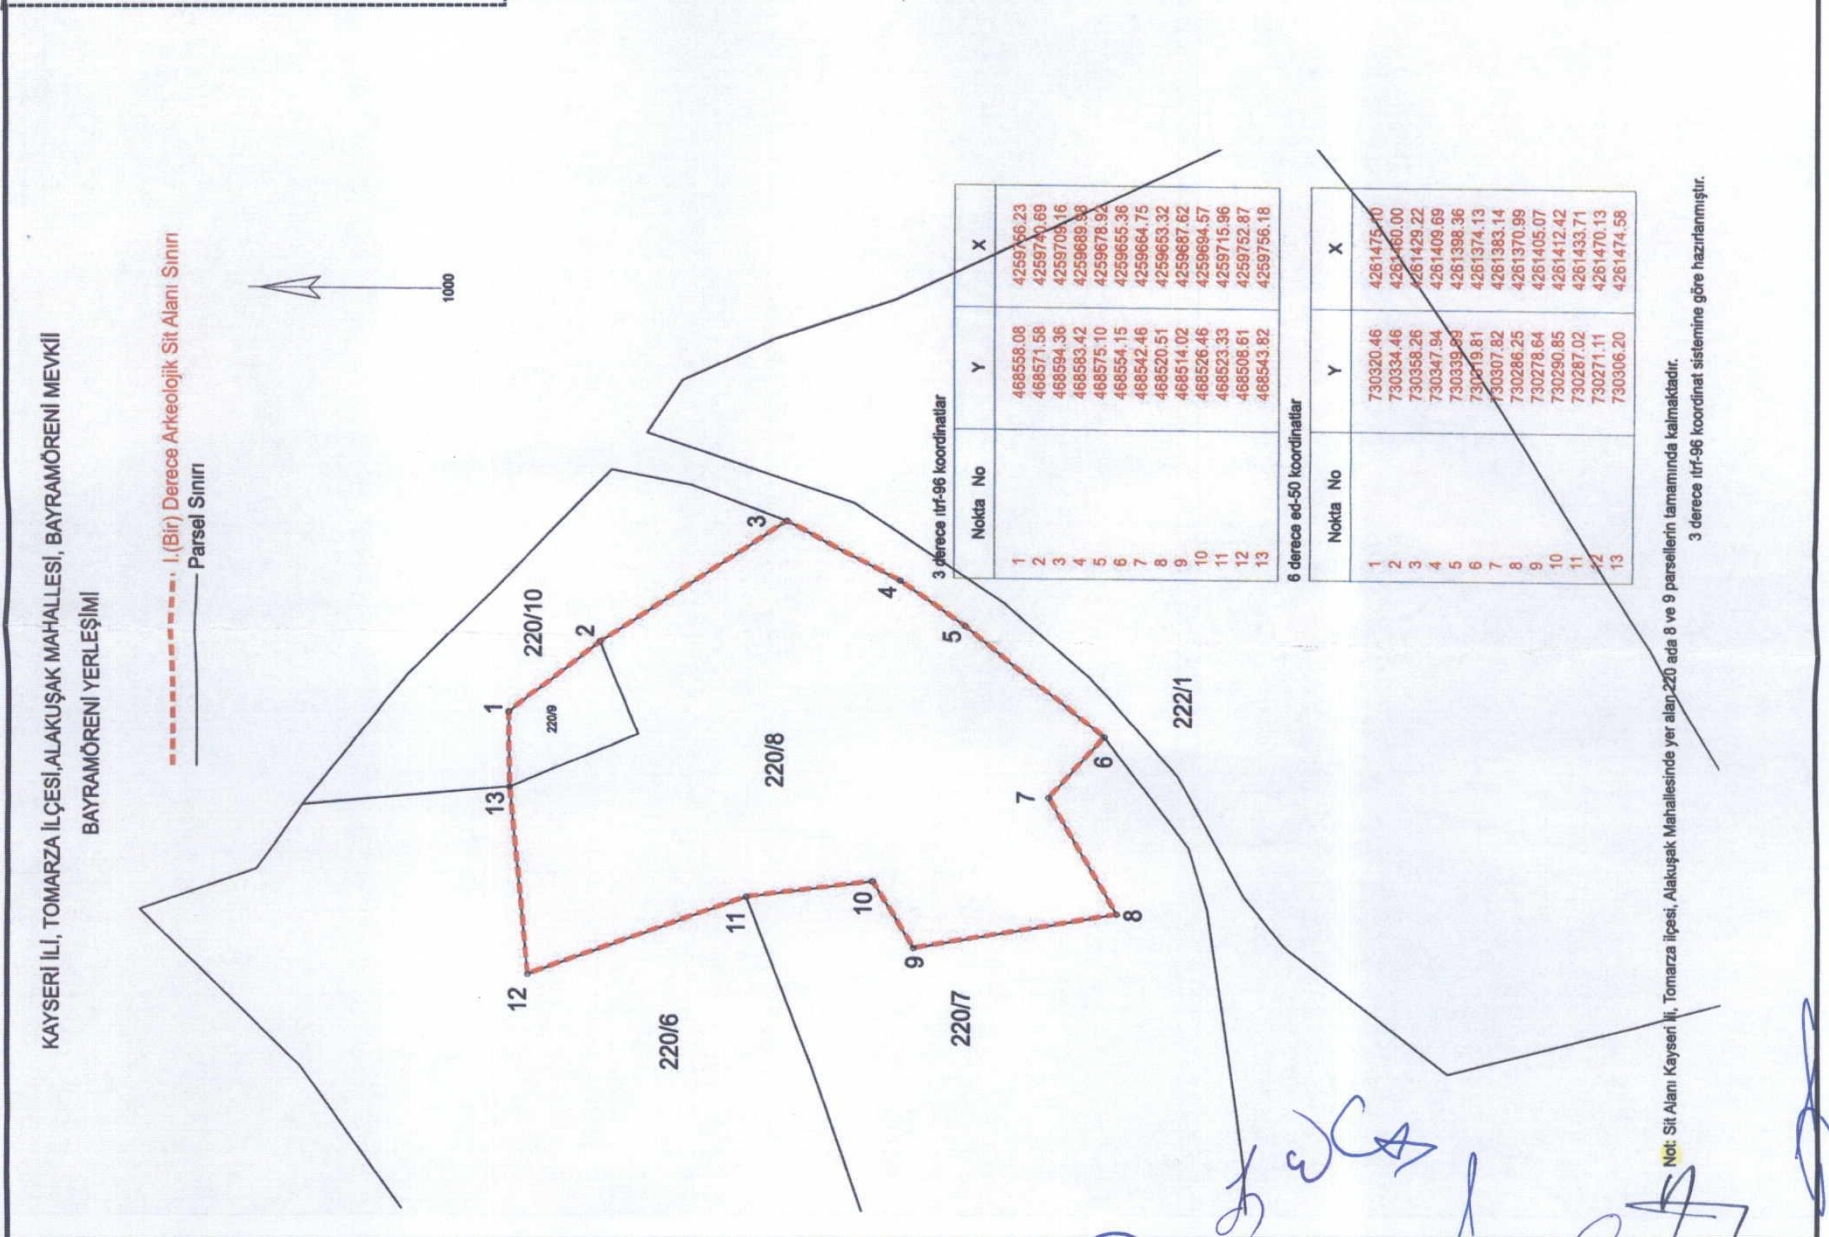 KAYSERİ İLİ, TOMARZA İLÇESİ,ALAKUŞAK MAHALLESİ, BAYRAMÖRENİ MEVKİİ
BAYRAMÖRENİ YERLEŞİMİ
I.(Bir) Derece Arkeolojik Sit Alanı Sınırı
Parsel Sınırı
1000
220/10
220/9
220/8
220/6
220/7
222/1
1
2
3
4
5
6
7
8
9
10
11
12
13
3 derece itrf-96 koordinatlar
Nokta No Y X
1 468558.08 4259756.23
2 468571.58
3 468594.36
4 468583.42 4259689.98
5 468575.10 4259678.92
6 468554.15 4259655.36
7 468542.46 4259664.75
8 468520.51 4259653.32
9 468514.02 4259687.62
10 468526.46 4259694.57
11 468523.33 4259715.96
12 468508.61 4259752.87
13 468543.82 4259756.18
6 derece ed-50 koordinatlar
Nokta No Y X
1 730320.46 4261475.10
2 730334.46
3 730358.26 4261429.22
4 730347.94 4261409.69
5 4261398.36
6 730319.81 4261374.13
7 730307.82 4261383.14
8 730286.25 4261370.99
9 730278.64 4261405.07
10 730290.85 4261412.42
11 730287.02 4261433.71
12 730271.11 4261470.13
13 730306.20 4261474.58
Not: Sit Alanı Kayseri ili, Tomarza ilçesi, Alakuşak Mahallesinde yer alan 220 ada 8 ve 9 parsellerin tamamında kalmaktadır.
3 derece itrf-96 koordinat sistemine göre hazırlanmıştır.